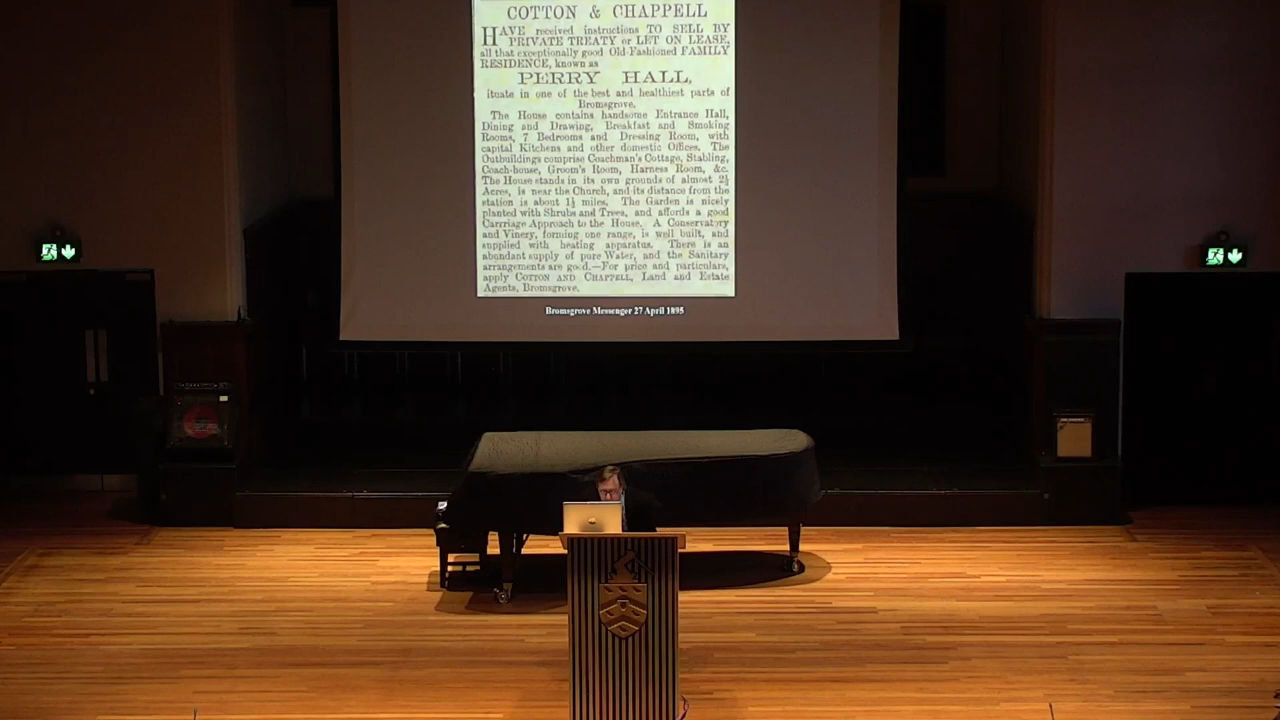 COTTON & CHAPPELL
HAVE received instructions TO SELL BY
PRIVATE TREATY or LET ON LEASE,
all that exceptionally good Old-Fashioned FAMILY
RESIDENCE, known as
PERRY HALL,
ituate in one of the best and healthiest parts of
Bromsgrove.
The House contains handsome Entrance Hall,
Dining and Drawing, Breakfast and Smoking
Rooms, 7 Bedrooms and Dressing Room, with
capital Kitchens and other domestic Offices. The
Outbuildings comprise Coachman's Cottage, Stabling,
Coach-house, Groom's Room, Harness Room, &c.
The House stands in its own grounds of almost 2½
Acres, is near the Church, and its distance from the
station is about 1½ miles. The Garden is nicely
planted with Shrubs and Trees, and affords a good
Carrriage Approach to the House. A Conservatory
and Vinery, forming one range, is well built, and
supplied with heating apparatus. There is an
abundant supply of pure Water, and the Sanitary
arrangements are good.—For price and particulars,
apply COTTON AND CHAPPELL, Land and Estate
Agents, Bromsgrove.
Bromsgrove Messenger 27 April 1895